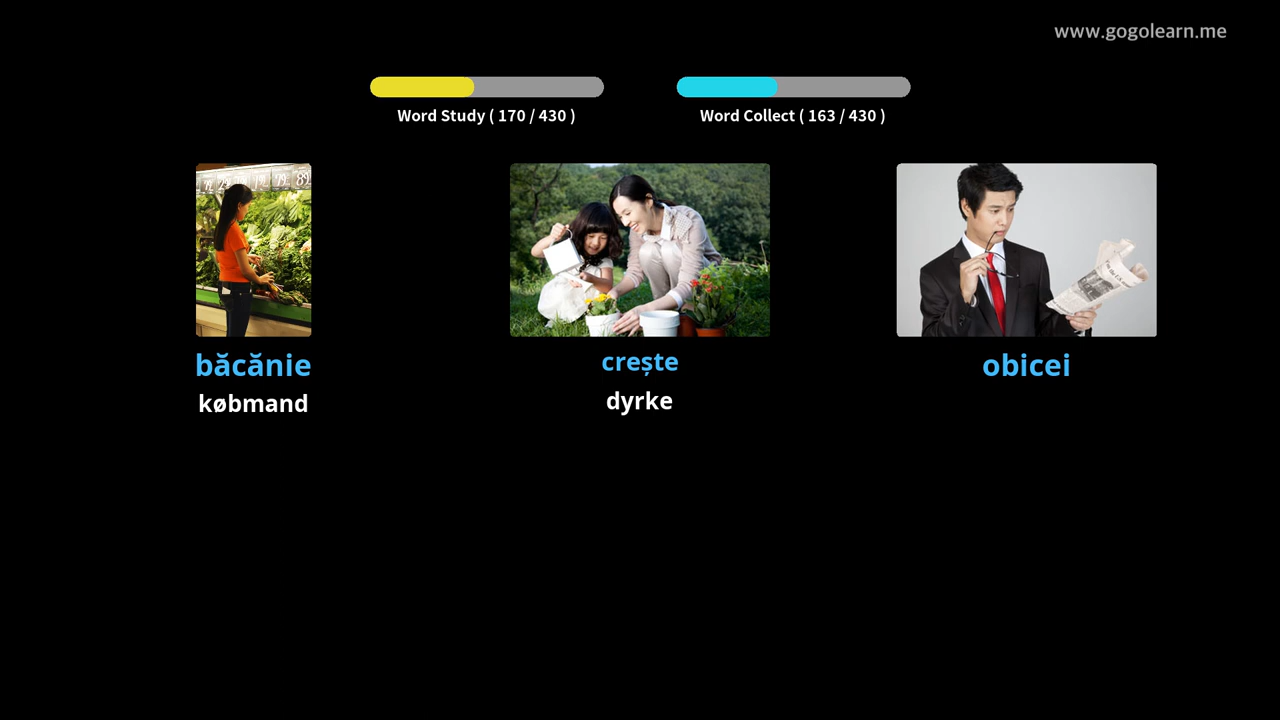 www.gogolearn.me
Word Study ( 170 / 430 )
Word Collect ( 163 / 430 )
băcănie
købmand
crește
dyrke
obicei